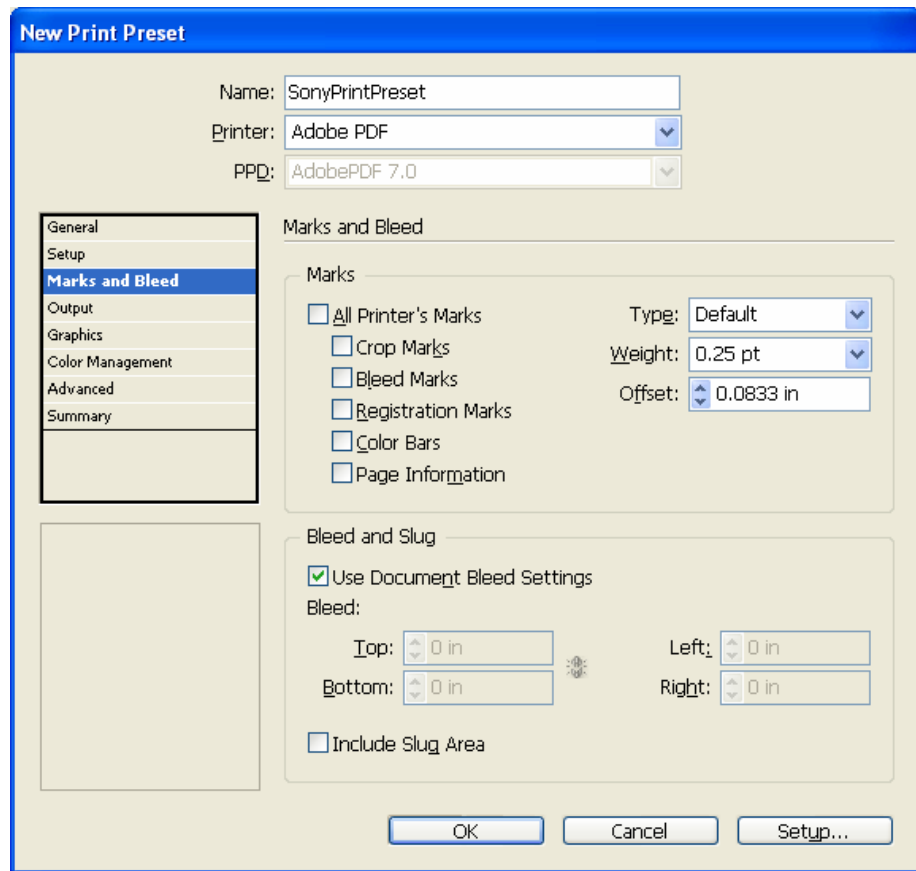 New Print Preset
Name: SonyPrintPreset
Printer: Adobe PDF
PPD: AdobePDF 7.0
General
Setup
Marks and Bleed
Output
Graphics
Color Management
Advanced
Summary
Marks and Bleed
Marks
All Printer's Marks
Crop Marks
Bleed Marks
Registration Marks
Color Bars
Page Information
Type: Default
Weight: 0.25 pt
Offset: 0.0833 in
Bleed and Slug
Use Document Bleed Settings
Bleed:
Top: 0 in
Bottom: 0 in
Left: 0 in
Right: 0 in
Include Slug Area
OK
Cancel
Setup...